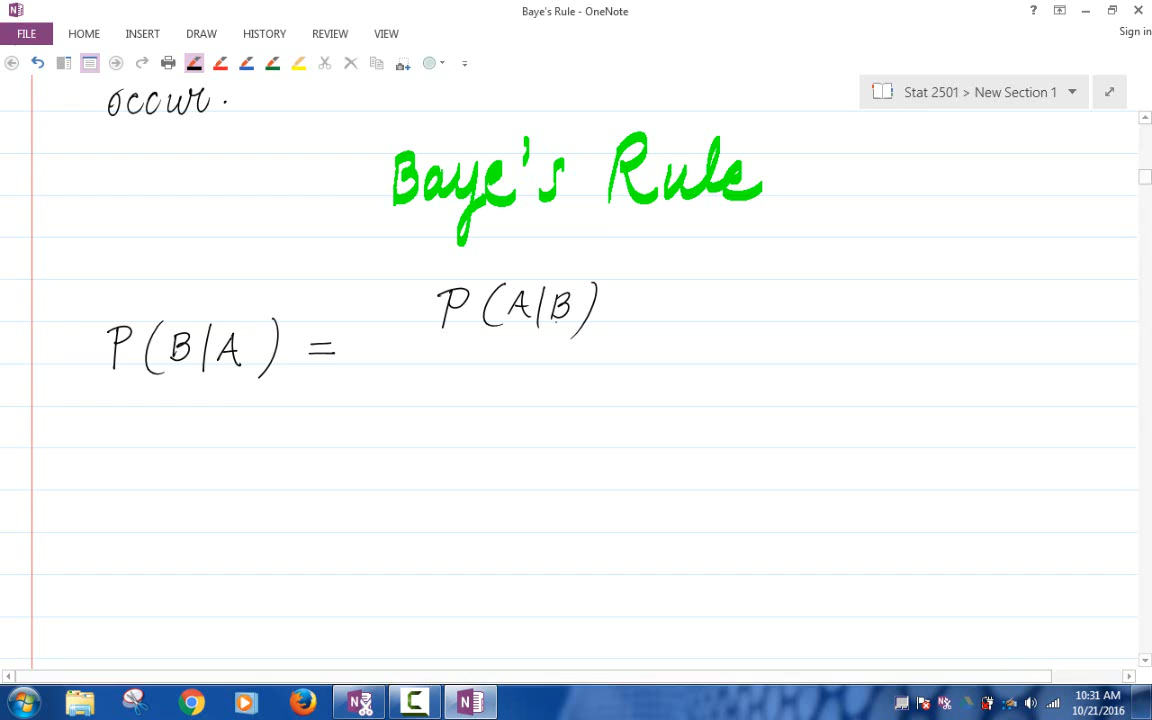 Baye's Rule - OneNote
?
Sign in
FILE HOME INSERT DRAW HISTORY REVIEW VIEW
Stat 2501 > New Section 1
occur.
Baye's Rule
P(A|B)
P(B|A) =
10:31 AM
10/21/2016